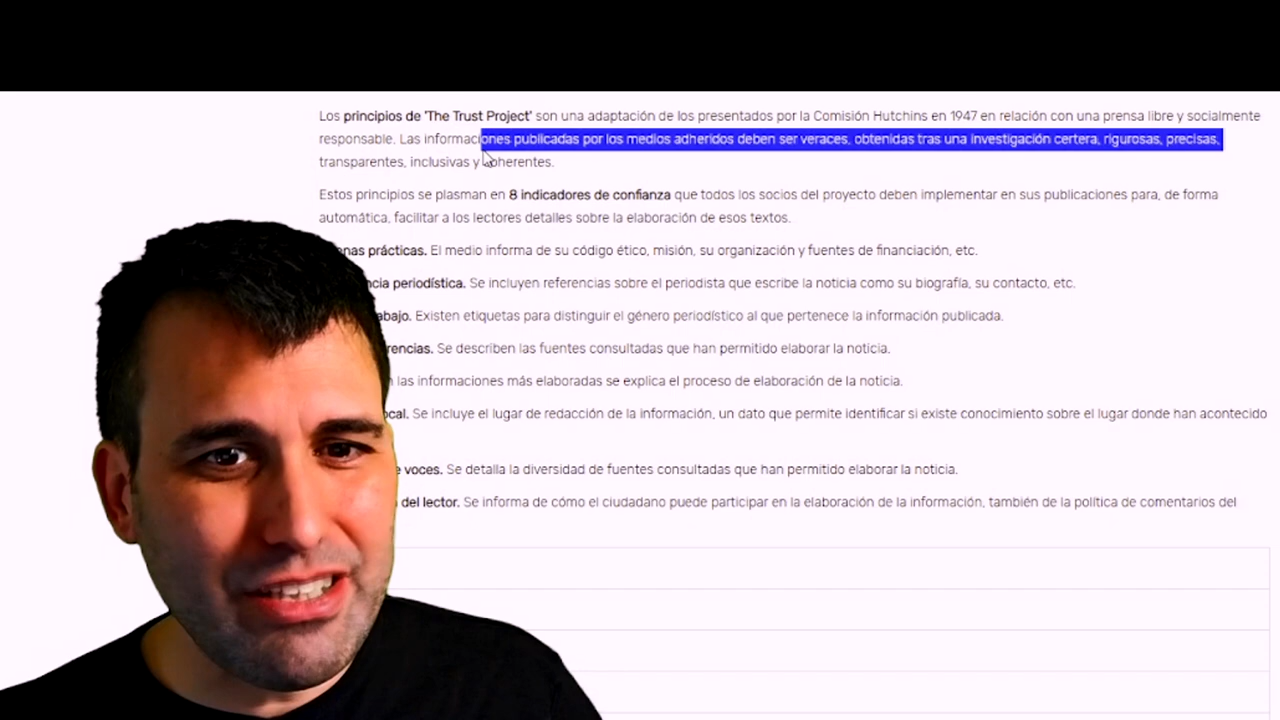 Los principios de 'The Trust Project' son una adaptación de los presentados por la Comisión Hutchins en 1947 en relación con una prensa libre y socialmente
responsable. Las informaciones publicadas por los medios adheridos deben ser veraces, obtenidas tras una investigación certera, rigurosas, precisas,
transparentes, inclusivas y coherentes.
Estos principios se plasman en 8 indicadores de confianza que todos los socios del proyecto deben implementar en sus publicaciones para, de forma
automática, facilitar a los lectores detalles sobre la elaboración de esos textos.
prácticas. El medio informa de su código ético, misión, su organización y fuentes de financiación, etc.
periodística. Se incluyen referencias sobre el periodista que escribe la noticia como su biografía, su contacto, etc.
Existen etiquetas para distinguir el género periodístico al que pertenece la información publicada.
Se describen las fuentes consultadas que han permitido elaborar la noticia.
las informaciones más elaboradas se explica el proceso de elaboración de la noticia.
Se incluye el lugar de redacción de la información, un dato que permite identificar si existe conocimiento sobre el lugar donde han acontecido
voces. Se detalla la diversidad de fuentes consultadas que han permitido elaborar la noticia.
del lector. Se informa de cómo el ciudadano puede participar en la elaboración de la información, también de la política de comentarios del